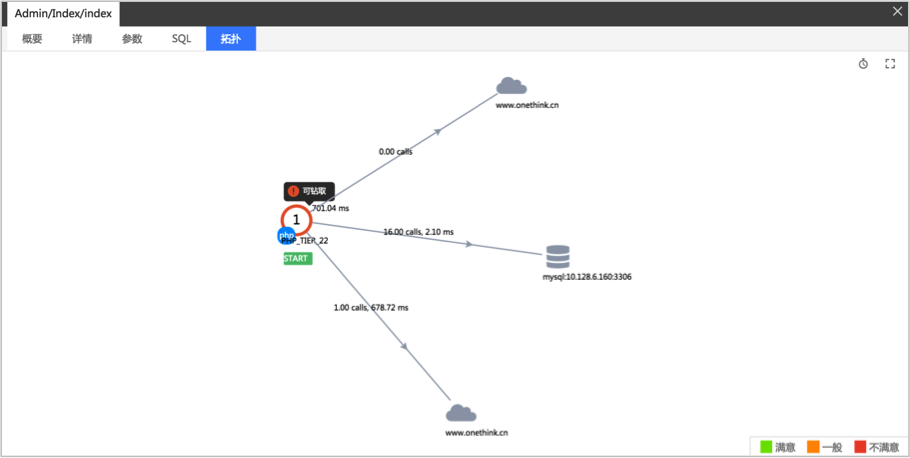 Admin/Index/index
概要 详情 参数 SQL 拓扑
www.onethink.cn
0.00 calls
! 可钻取
701.04 ms
1
php
PHP_TIER_22
START
16.00 calls, 2.10 ms
mysql:10.128.6.160:3306
1.00 calls, 678.72 ms
www.onethink.cn
满意 一般 不满意